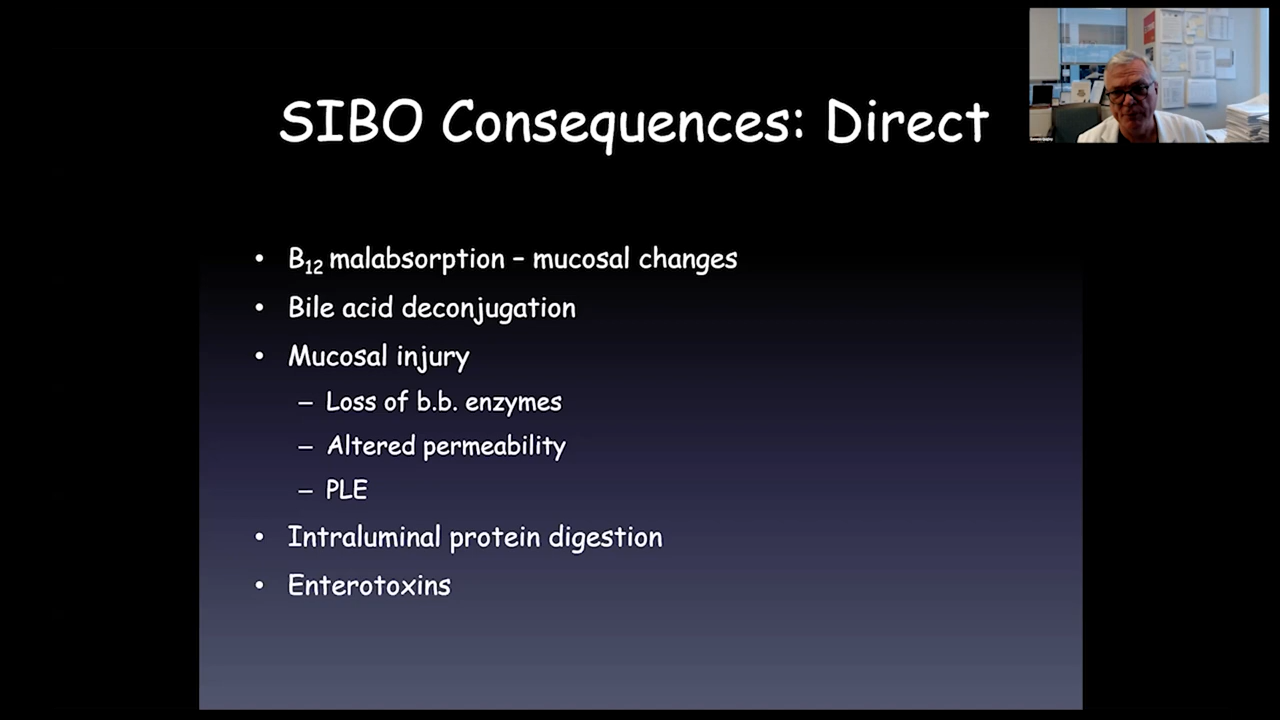 SIBO Consequences: Direct
• B12 malabsorption – mucosal changes
• Bile acid deconjugation
• Mucosal injury
– Loss of b.b. enzymes
– Altered permeability
– PLE
• Intraluminal protein digestion
• Enterotoxins